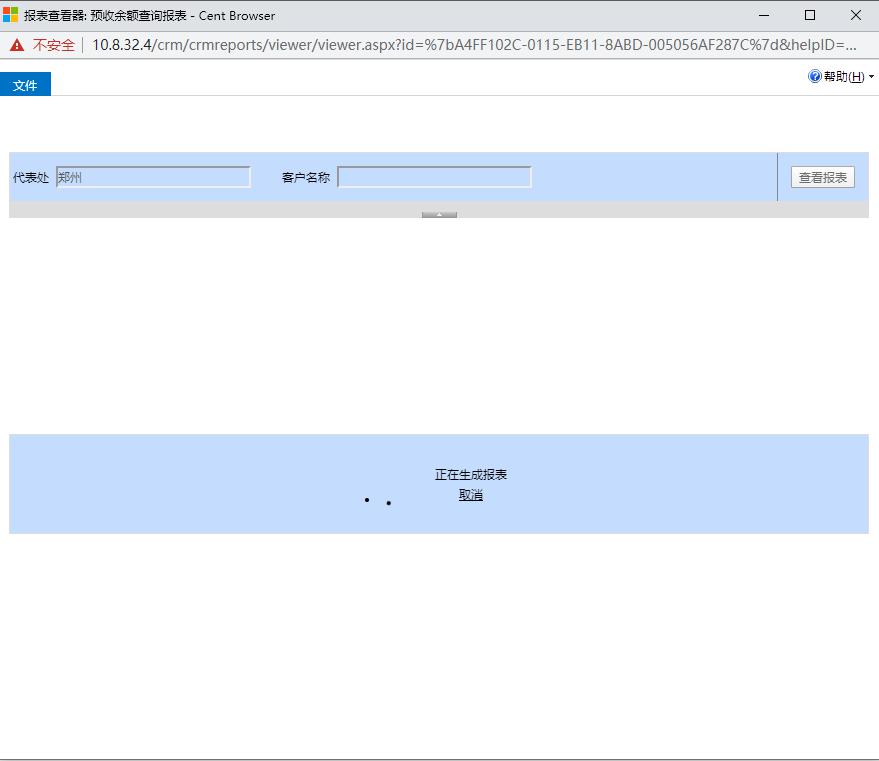 报表查看器: 预收余额查询报表 - Cent Browser
不安全 10.8.32.4/crm/crmreports/viewer/viewer.aspx?id=%7bA4FF102C-0115-EB11-8ABD-005056AF287C%7d&helpID=...
文件
帮助(H)
代表处 郑州 客户名称 查看报表
正在生成报表
取消